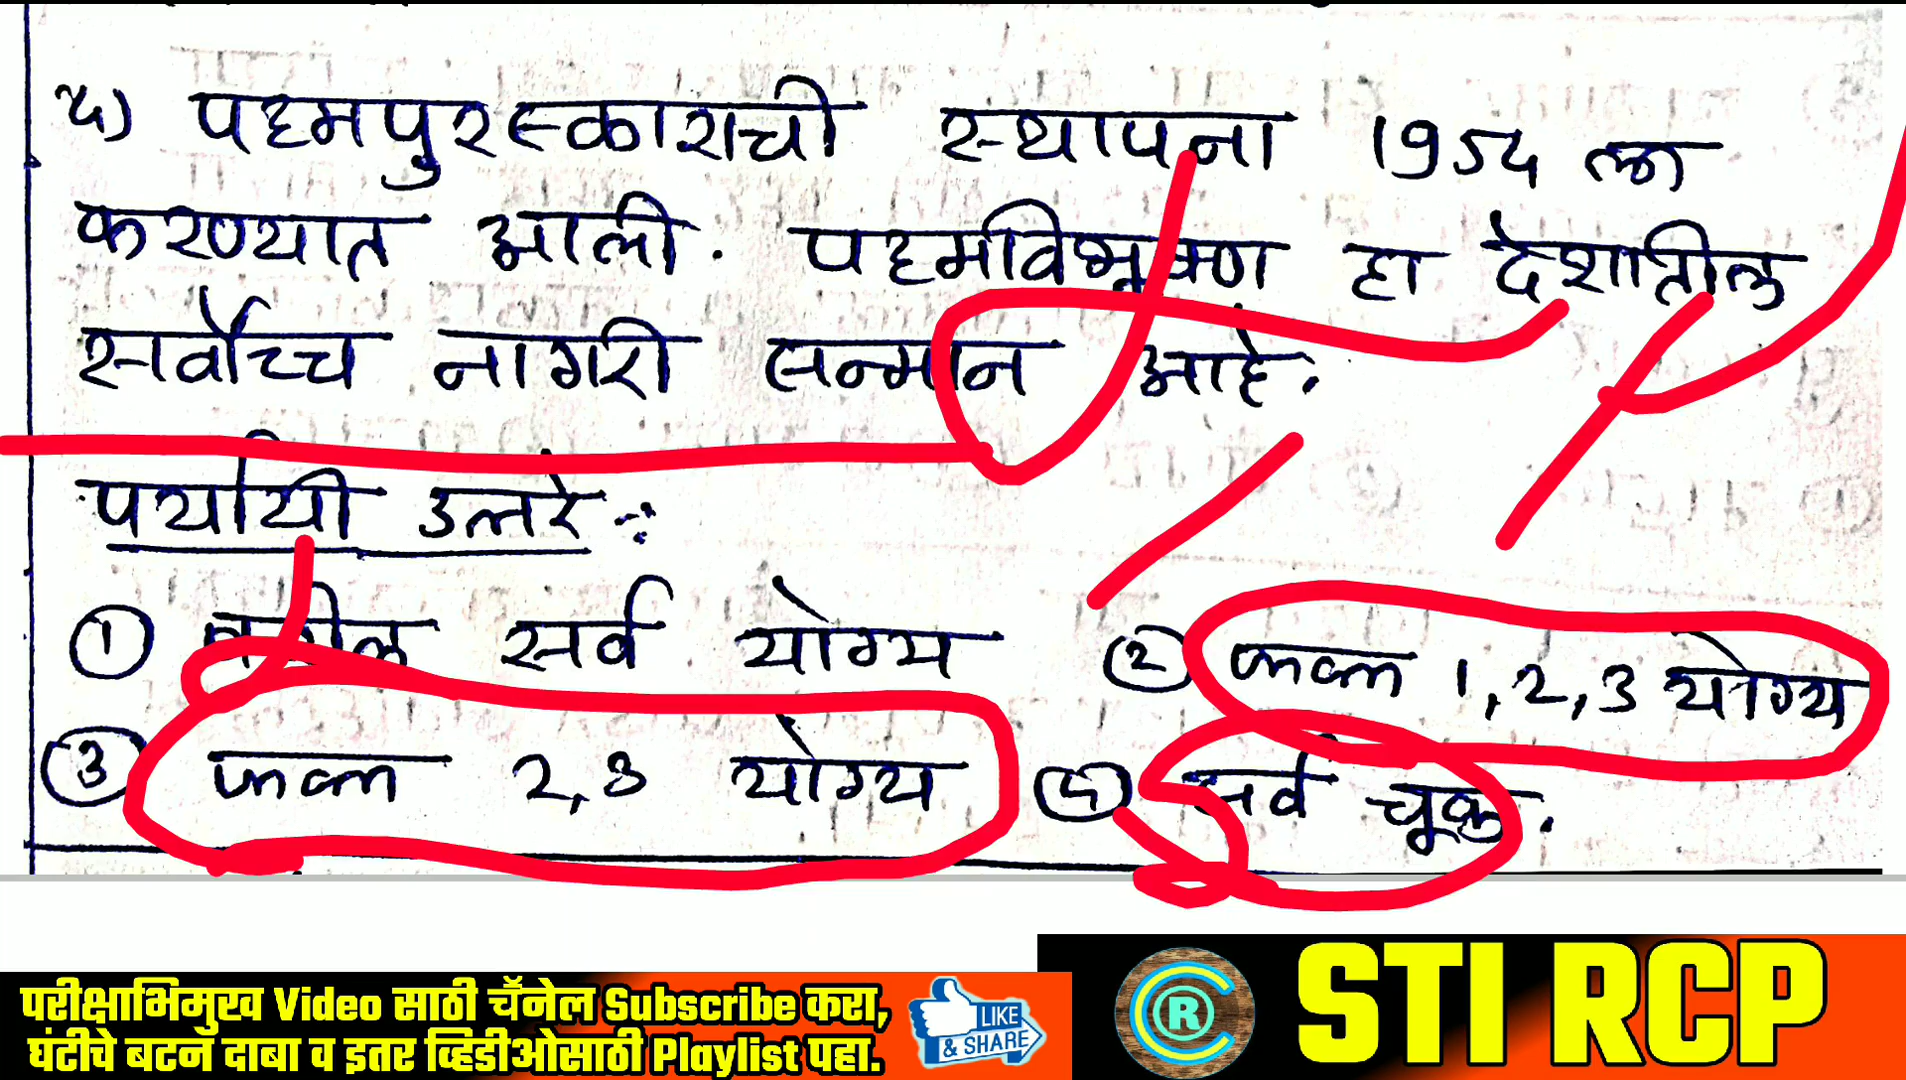 ४) पद्मपुरस्काराची स्थापना 1954 ला
करण्यात आली. पद्मविभूषण हा देशातील
सर्वोच्च नागरी सन्मान आहे.
पर्यायी उत्तरे :
① वरील सर्व योग्य ② फक्त 1, 2, 3 योग्य
③ फक्त 2, 3 योग्य ④ सर्व चूक.
परीक्षाभिमुख Video साठी चॅनेल Subscribe करा,
घंटीचे बटन दाबा व इतर व्हिडीओसाठी Playlist पहा.
LIKE
& SHARE
R
STI RCP